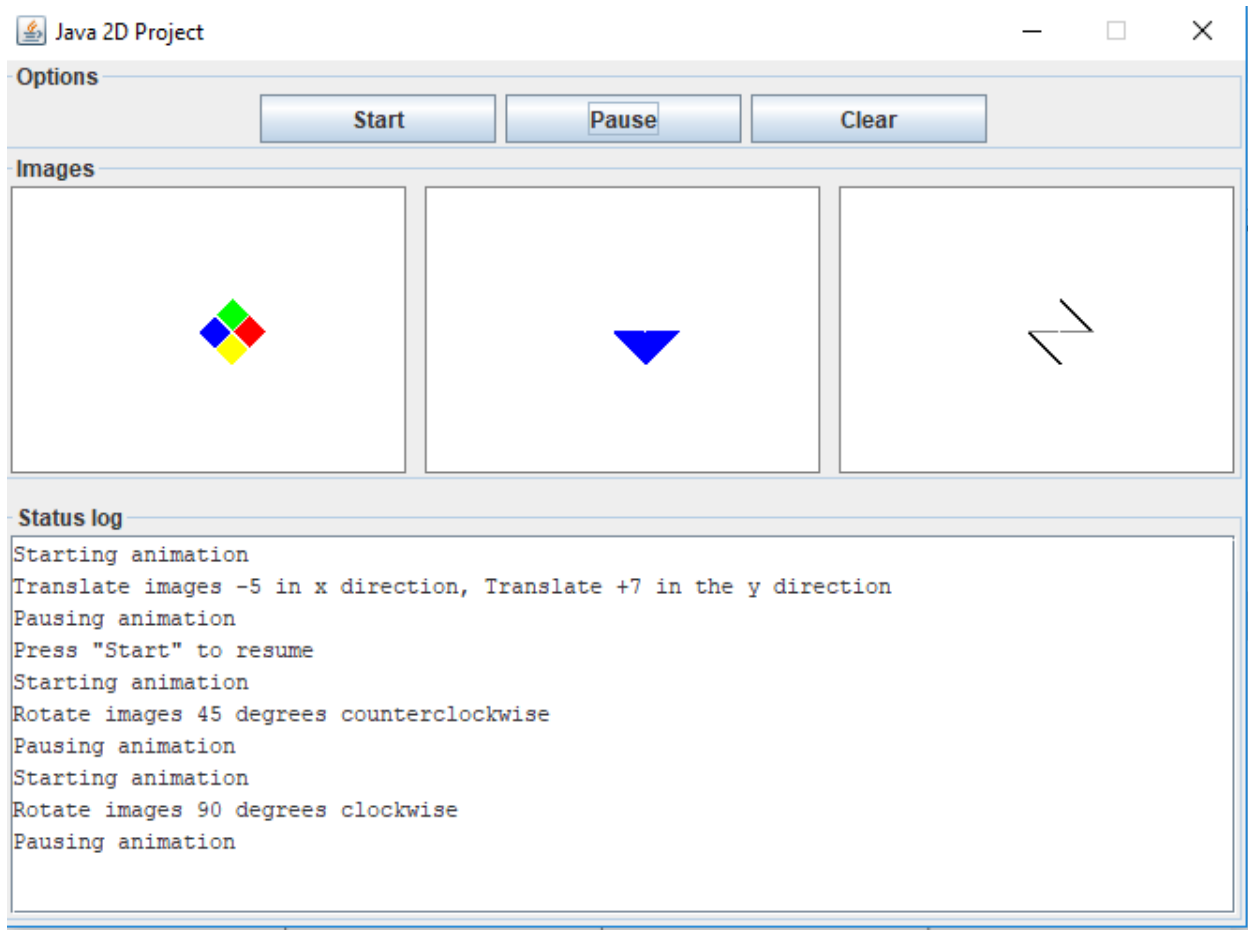 Java 2D Project
Options
Start Pause Clear
Images
Status log
Starting animation
Translate images -5 in x direction, Translate +7 in the y direction
Pausing animation
Press "Start" to resume
Starting animation
Rotate images 45 degrees counterclockwise
Pausing animation
Starting animation
Rotate images 90 degrees clockwise
Pausing animation